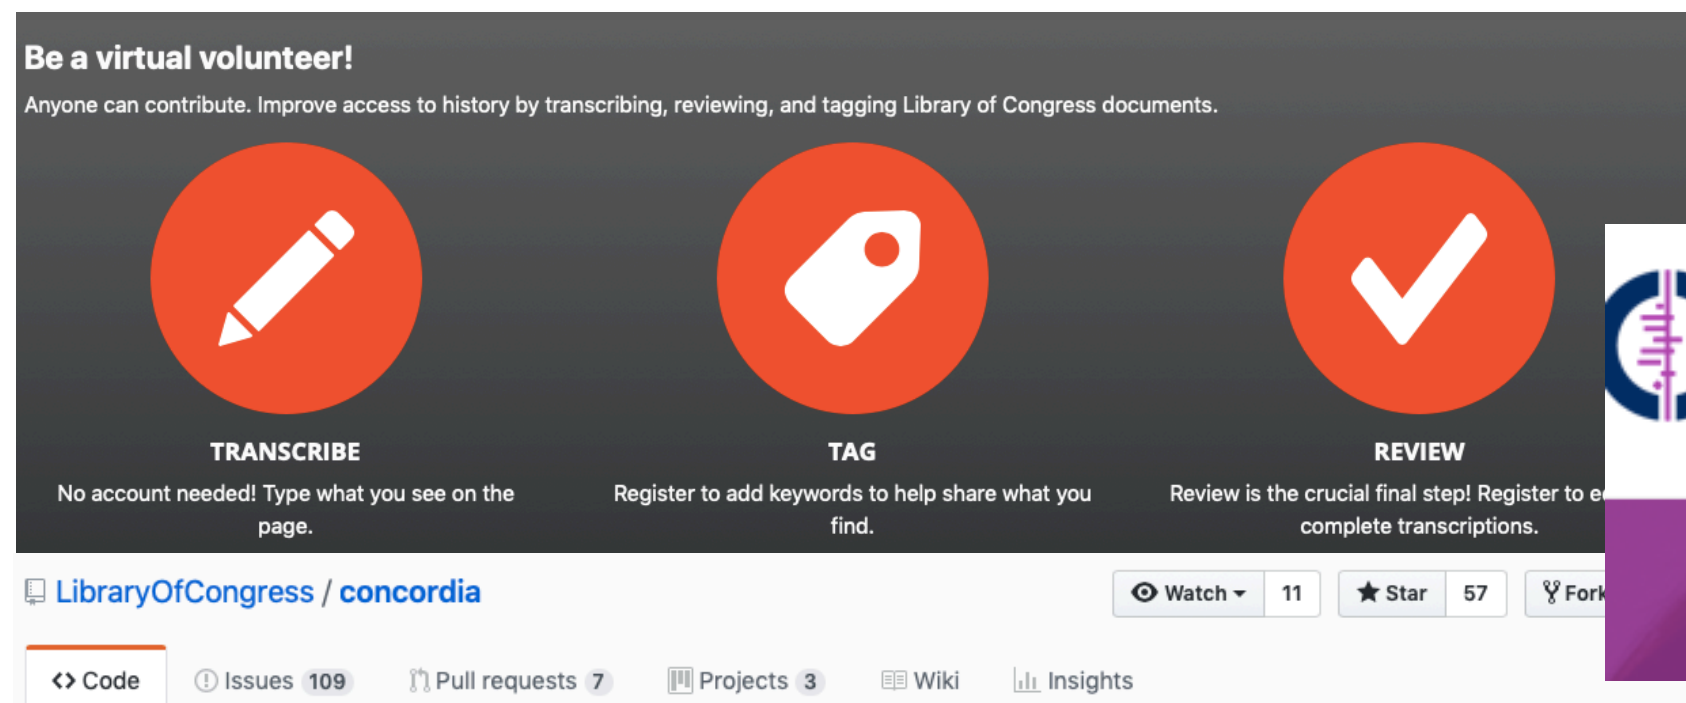 Be a virtual volunteer!
Anyone can contribute. Improve access to history by transcribing, reviewing, and tagging Library of Congress documents.
TRANSCRIBE
No account needed! Type what you see on the
page.
TAG
Register to add keywords to help share what you
find.
REVIEW
Review is the crucial final step! Register to
complete transcriptions.
LibraryOfCongress / concordia
Watch 11 Star 57 Fork
Code Issues 109 Pull requests 7 Projects 3 Wiki Insights